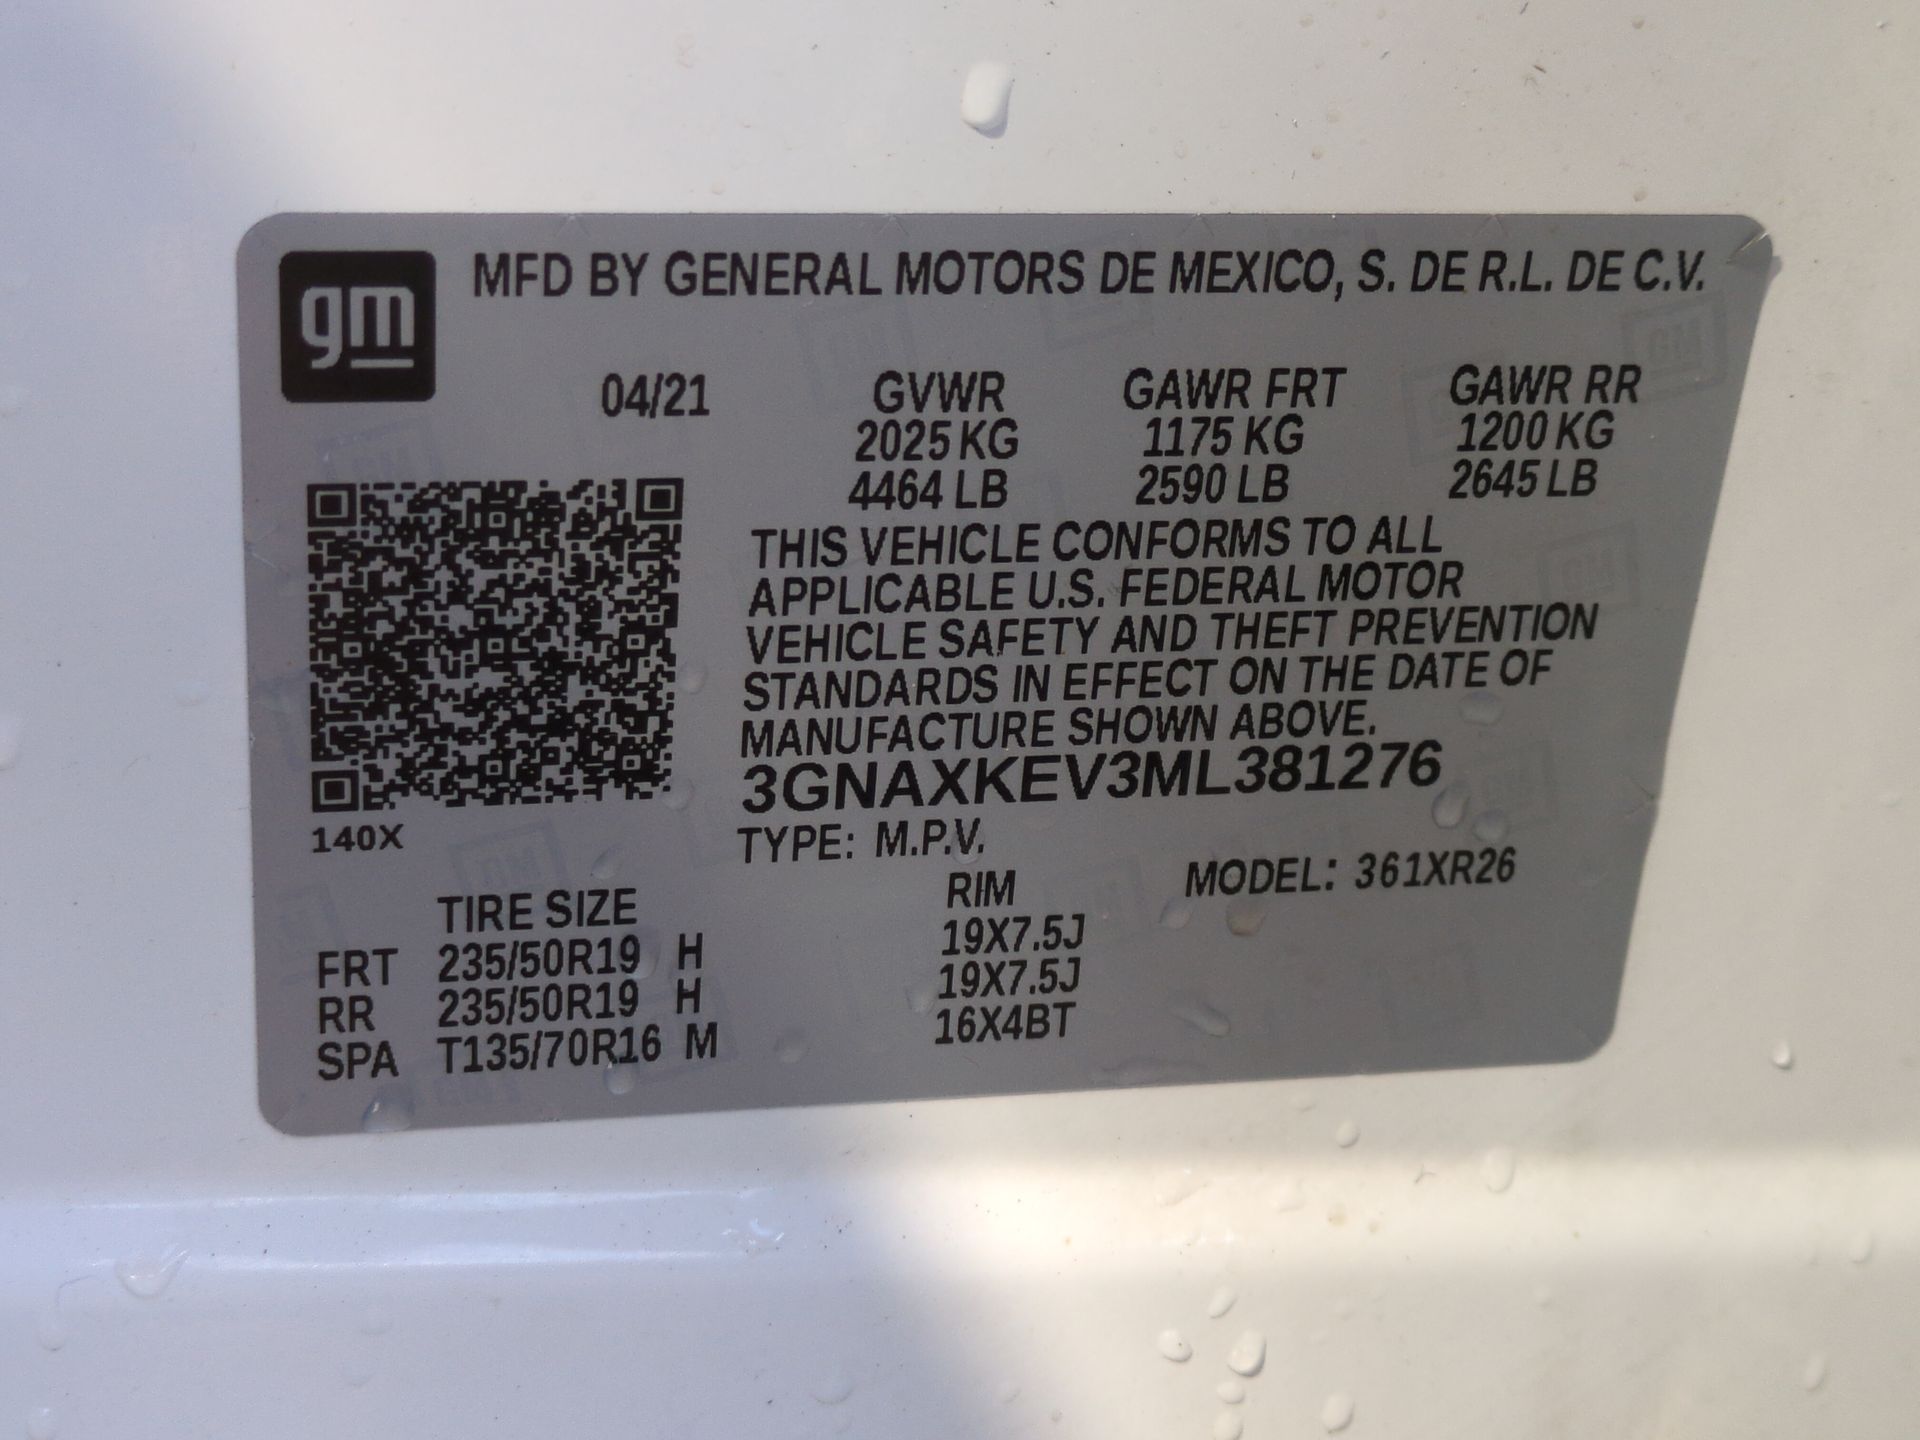 gm
MFD BY GENERAL MOTORS DE MEXICO, S. DE R.L. DE C.V.
04/21 GVWR GAWR FRT GAWR RR
2025 KG 1175 KG 1200 KG
4464 LB 2590 LB 2645 LB
THIS VEHICLE CONFORMS TO ALL
APPLICABLE U.S. FEDERAL MOTOR
VEHICLE SAFETY AND THEFT PREVENTION
STANDARDS IN EFFECT ON THE DATE OF
MANUFACTURE SHOWN ABOVE.
3GNAXKEV3ML381276
140X
TYPE: M.P.V.
MODEL: 361XR26
TIRE SIZE RIM
FRT 235/50R19 H 19X7.5J
RR 235/50R19 H 19X7.5J
SPA T135/70R16 M 16X4BT